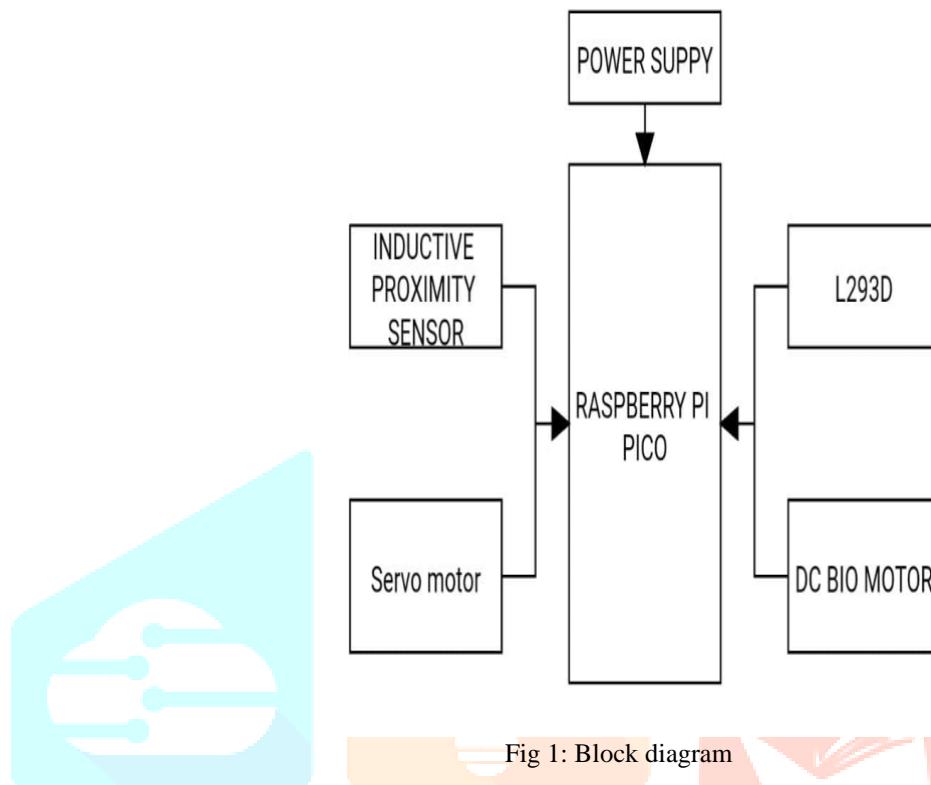 POWER SUPPY
INDUCTIVE
PROXIMITY
SENSOR
L293D
RASPBERRY PI
PICO
Servo motor
DC BIO MOTOR
Fig 1: Block diagram